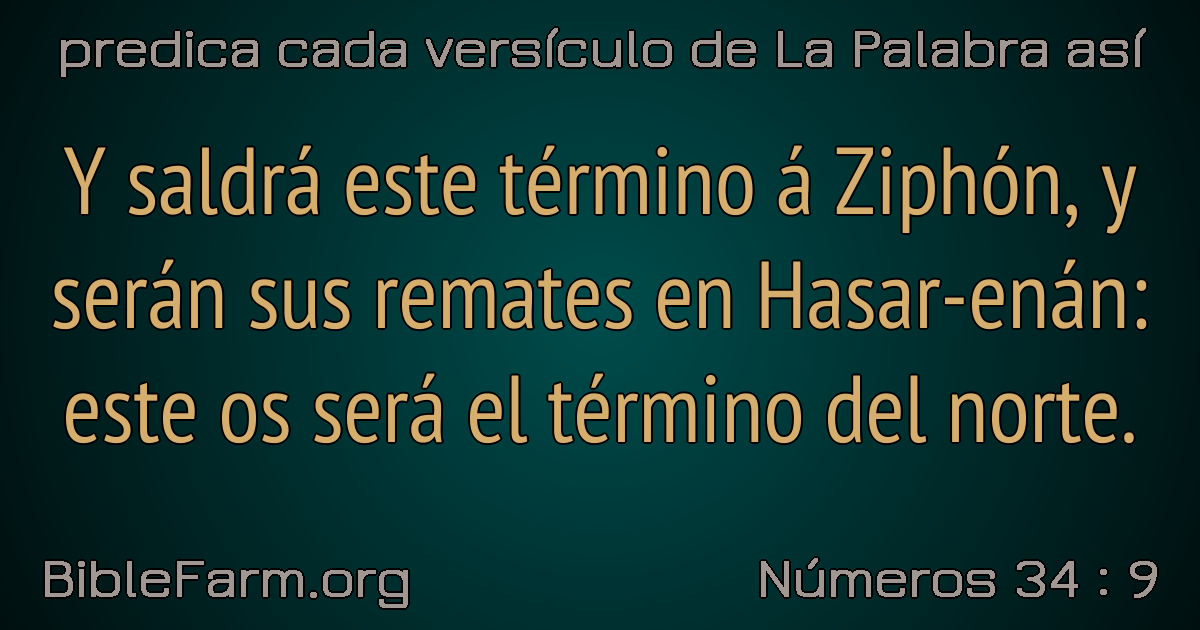 predica cada versículo de La Palabra así
Y saldrá este término á Ziphón, y
serán sus remates en Hasar-enán:
este os será el término del norte.
BibleFarm.org
Números 34 : 9